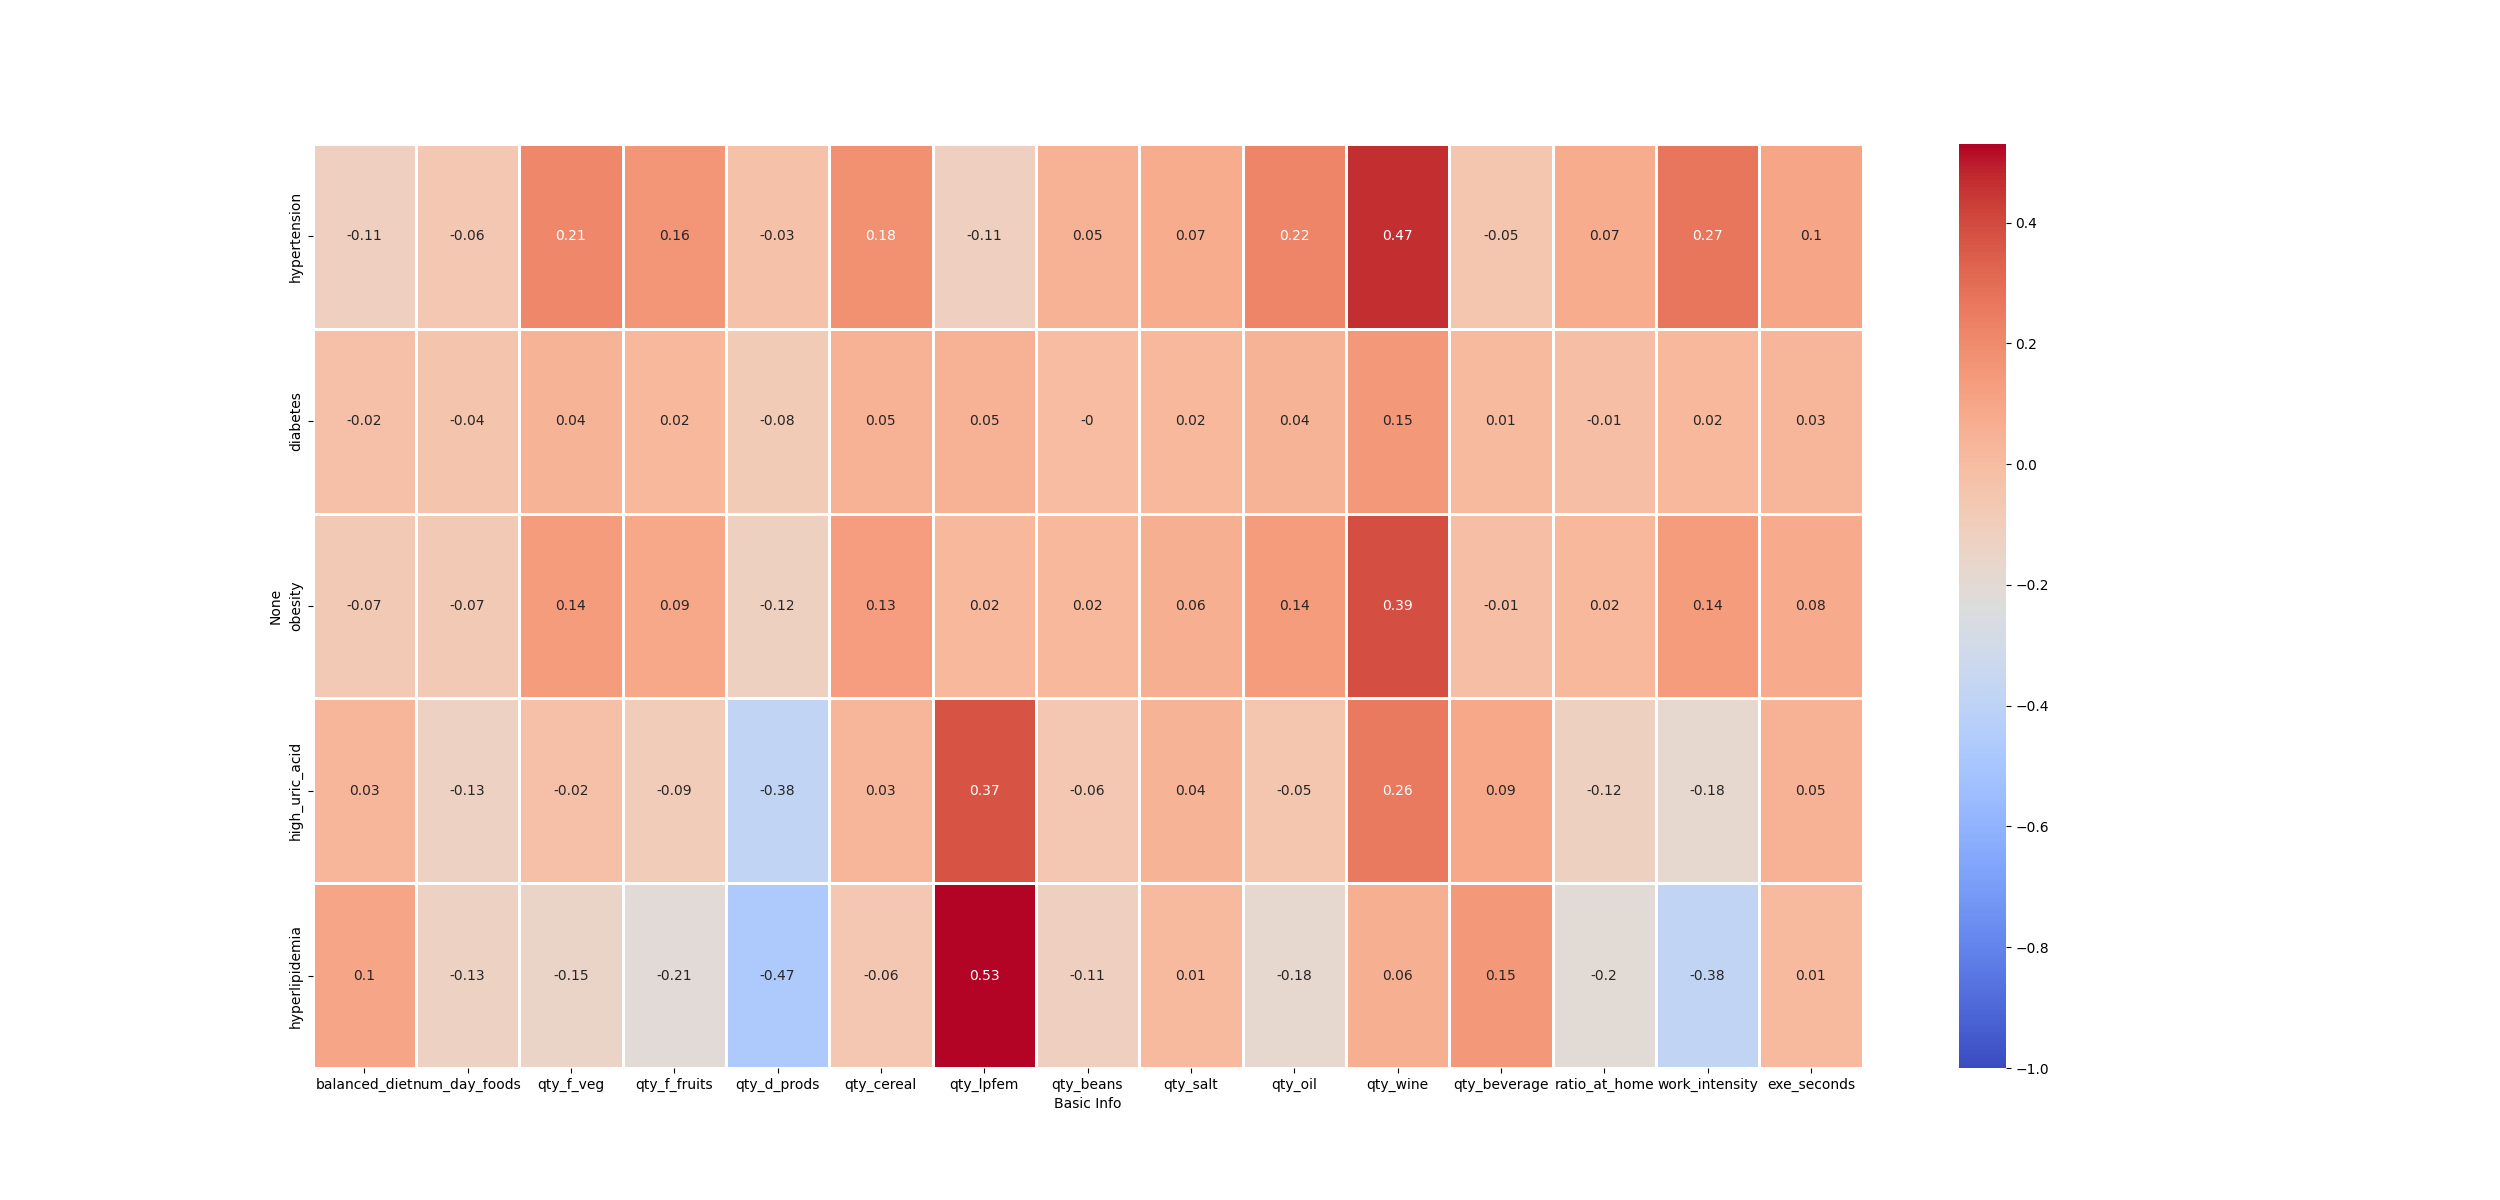 hypertension
-0.11 -0.06 0.21 0.16 -0.03 0.18 -0.11 0.05 0.07 0.22 0.47 -0.05 0.07 0.27 0.1
diabetes
-0.02 -0.04 0.04 0.02 -0.08 0.05 0.05 -0 0.02 0.04 0.15 0.01 -0.01 0.02 0.03
None
obesity
-0.07 -0.07 0.14 0.09 -0.12 0.13 0.02 0.02 0.06 0.14 0.39 -0.01 0.02 0.14 0.08
high_uric_acid
0.03 -0.13 -0.02 -0.09 -0.38 0.03 0.37 -0.06 0.04 -0.05 0.26 0.09 -0.12 -0.18 0.05
hyperlipidemia
0.1 -0.13 -0.15 -0.21 -0.47 -0.06 0.53 -0.11 0.01 -0.18 0.06 0.15 -0.2 -0.38 0.01
balanced_diet num_day_foods qty_f_veg qty_f_fruits qty_d_prods qty_cereal qty_lpfem qty_beans qty_salt qty_oil qty_wine qty_beverage ratio_at_home work_intensity exe_seconds
Basic Info
0.4
0.2
0.0
−0.2
−0.4
−0.6
−0.8
−1.0